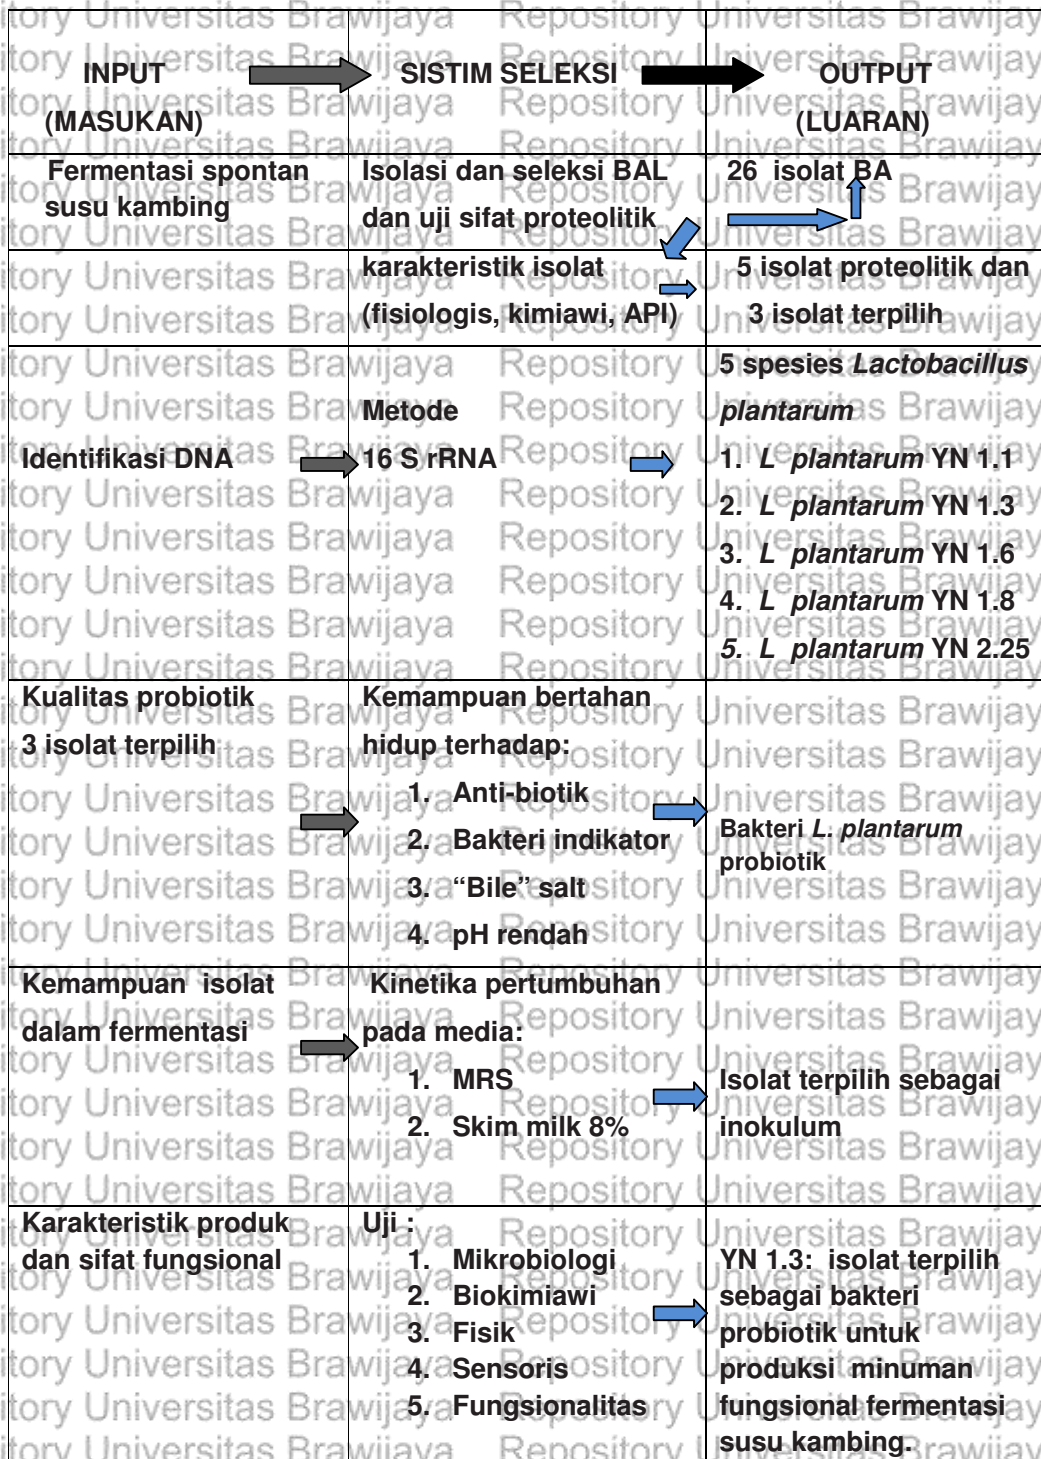 INPUT SISTIM SELEKSI OUTPUT
(MASUKAN) (LUARAN)
Fermentasi spontan
susu kambing
Isolasi dan seleksi BAL
dan uji sifat proteolitik
26 isolat BA
karakteristik isolat
(fisiologis, kimiawi, API)
5 isolat proteolitik dan
3 isolat terpilih
Identifikasi DNA
Metode
16 S rRNA
5 spesies Lactobacillus
plantarum
1. L plantarum YN 1.1
2. L plantarum YN 1.3
3. L plantarum YN 1.6
4. L plantarum YN 1.8
5. L plantarum YN 2.25
Kualitas probiotik
3 isolat terpilih
Kemampuan bertahan
hidup terhadap:
1. Anti-biotik
2. Bakteri indikator
3. “Bile” salt
4. pH rendah
Bakteri L. plantarum
probiotik
Kemampuan isolat
dalam fermentasi
Kinetika pertumbuhan
pada media:
1. MRS
2. Skim milk 8%
Isolat terpilih sebagai
inokulum
Karakteristik produk
dan sifat fungsional
Uji :
1. Mikrobiologi
2. Biokimiawi
3. Fisik
4. Sensoris
5. Fungsionalitas
YN 1.3: isolat terpilih
sebagai bakteri
probiotik untuk
produksi minuman
fungsional fermentasi
susu kambing.